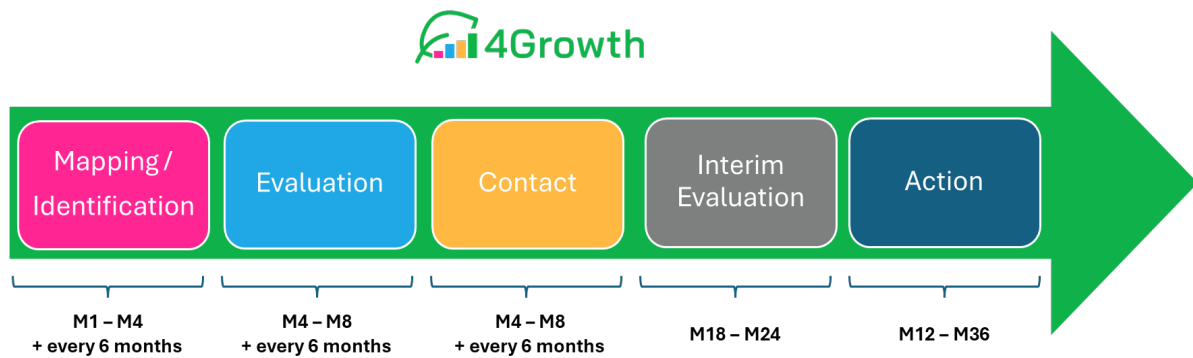 4Growth
Mapping /
Identification
Evaluation
Contact
Interim
Evaluation
Action
M1 – M4
+ every 6 months
M4 – M8
+ every 6 months
M4 – M8
+ every 6 months
M18 – M24
M12 – M36